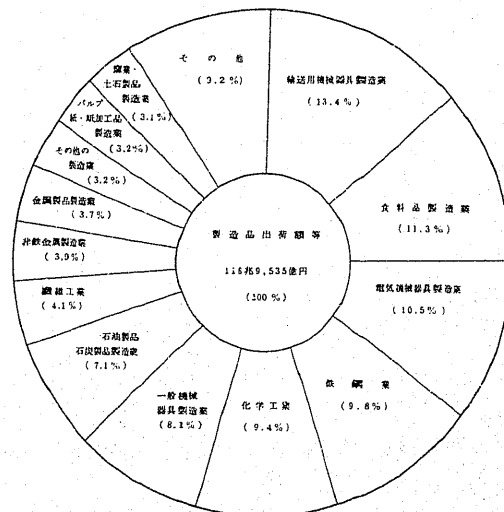 製造品出荷額等
116兆9,535億円
(100%)
輸送用機械器具製造業
(13.4%)
食料品製造業
(11.3%)
電気機械器具製造業
(10.5%)
鉄鋼業
(9.8%)
化学工業
(9.4%)
一般機械
器具製造業
(8.1%)
石油製品
石炭製品製造業
(7.1%)
繊維工業
(4.1%)
非鉄金属製造業
(3.9%)
金属製品製造業
(3.7%)
その他の
製造業
(3.2%)
パルプ
紙・紙加工品
製造業
(3.2%)
窯業・
土石製品
製造業
(3.1%)
その他
(9.2%)